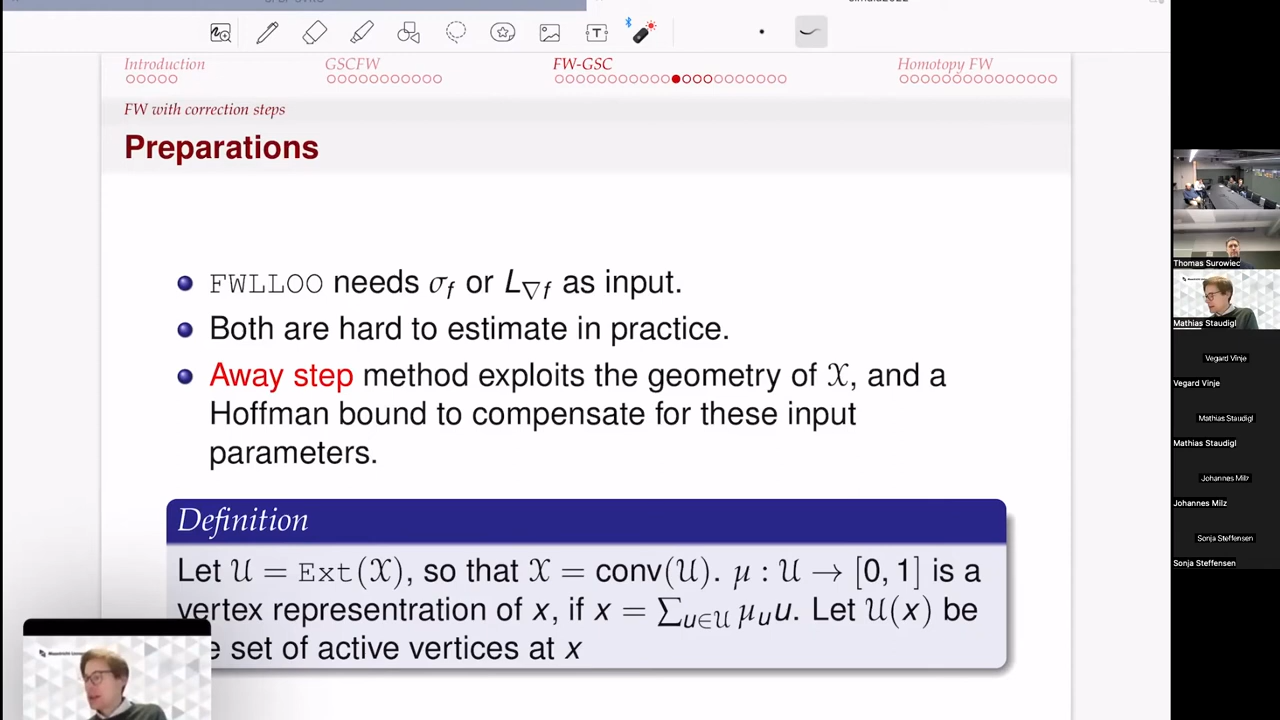 Introduction
GSCFW
FW-GSC
Homotopy FW
FW with correction steps
Preparations
FWLLOO needs σ_f or L_∇f as input.
Both are hard to estimate in practice.
Away step method exploits the geometry of 𝒳, and a
Hoffman bound to compensate for these input
parameters.
Definition
Let 𝒰 = Ext(𝒳), so that 𝒳 = conv(𝒰). μ : 𝒰 → [0, 1] is a
vertex representration of x, if x = ∑_{u∈𝒰} μ_u u. Let 𝒰(x) be
set of active vertices at x
Thomas Surowiec
Mathias Staudigl
Vegard Vinje
Vegard Vinje
Mathias Staudigl
Mathias Staudigl
Johannes Milz
Johannes Milz
Sonja Steffensen
Sonja Steffensen